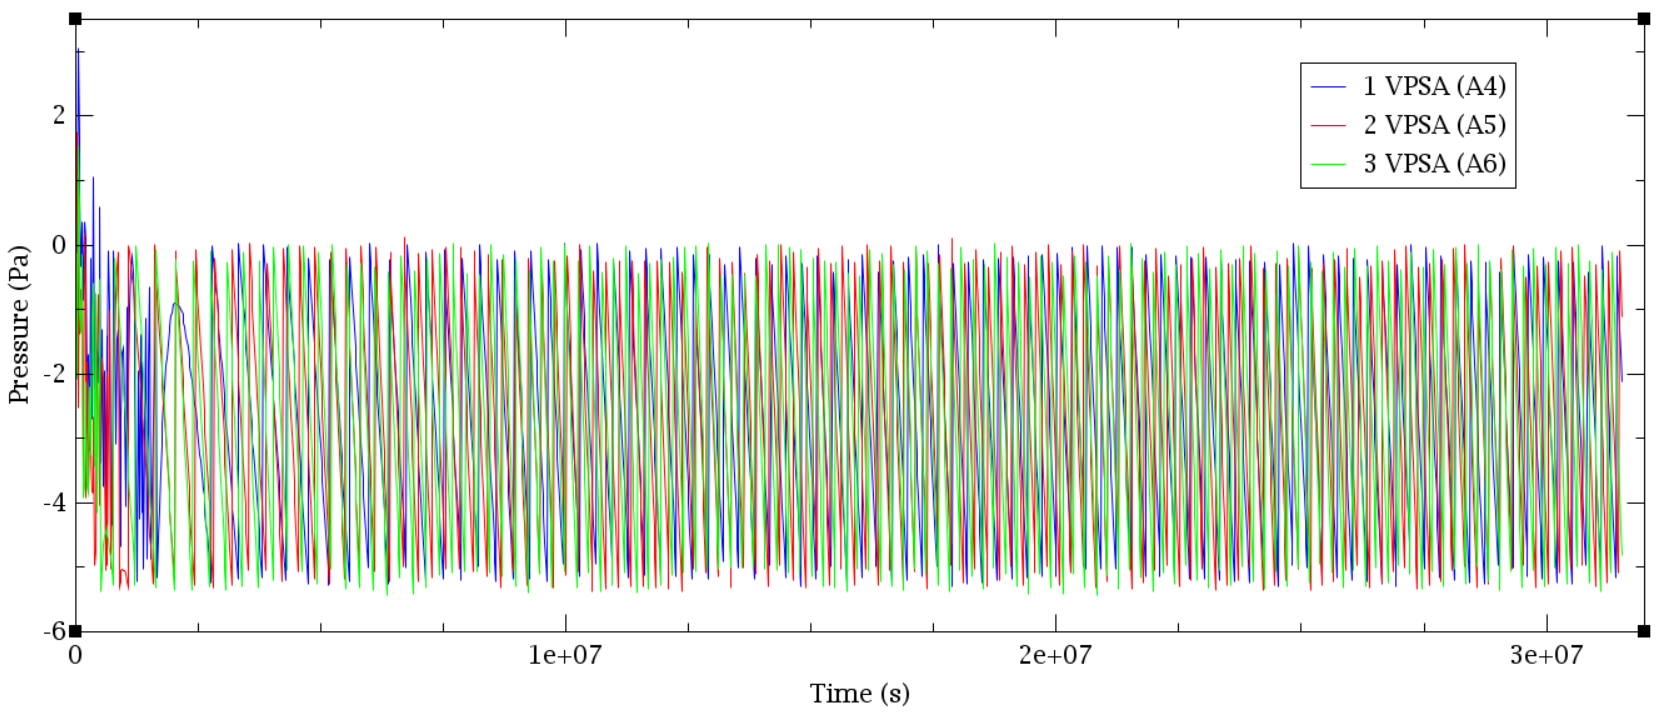 1 VPSA (A4)
2 VPSA (A5)
3 VPSA (A6)
Pressure (Pa)
2
0
-2
-4
-6
0
1e+07
2e+07
3e+07
Time (s)